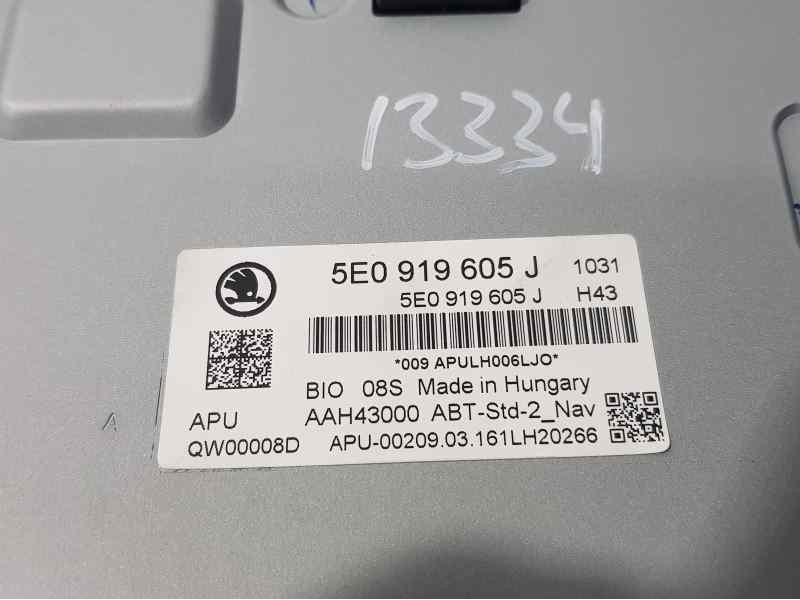 13334
5E0 919 605 J 1031
5E0 919 605 J H43
*009 APULH006LJO*
BIO 08S Made in Hungary
APU AAH43000 ABT-Std-2_Nav
QW00008D APU-00209.03.161LH20266